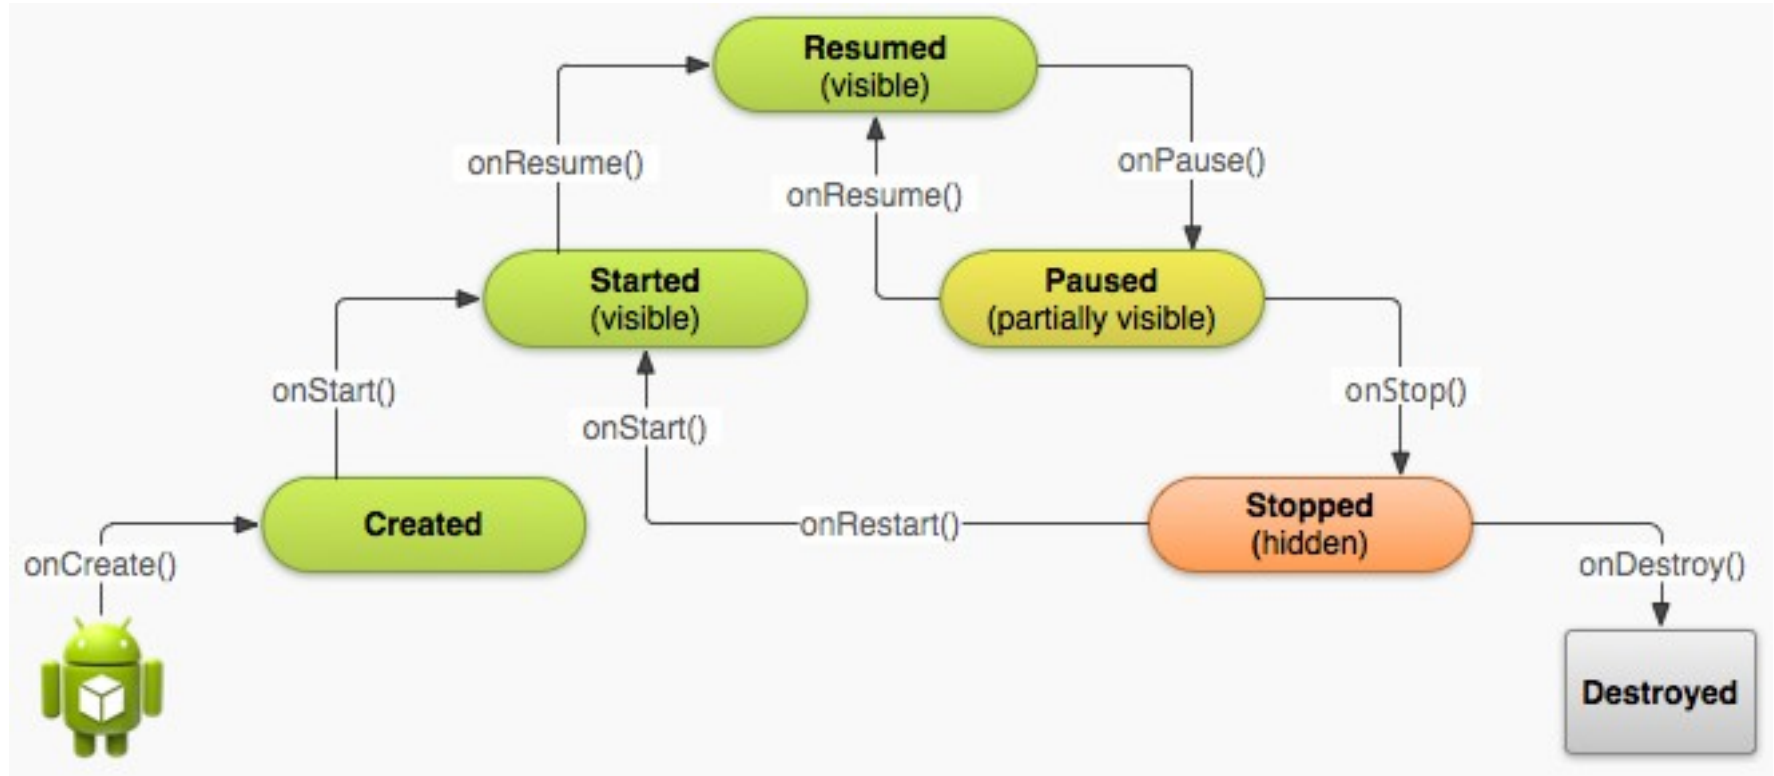 Resumed
(visible)
onResume()
onPause()
onResume()
Started
(visible)
Paused
(partially visible)
onStart()
onStop()
onStart()
Created
onRestart()
Stopped
(hidden)
onCreate()
onDestroy()
Destroyed